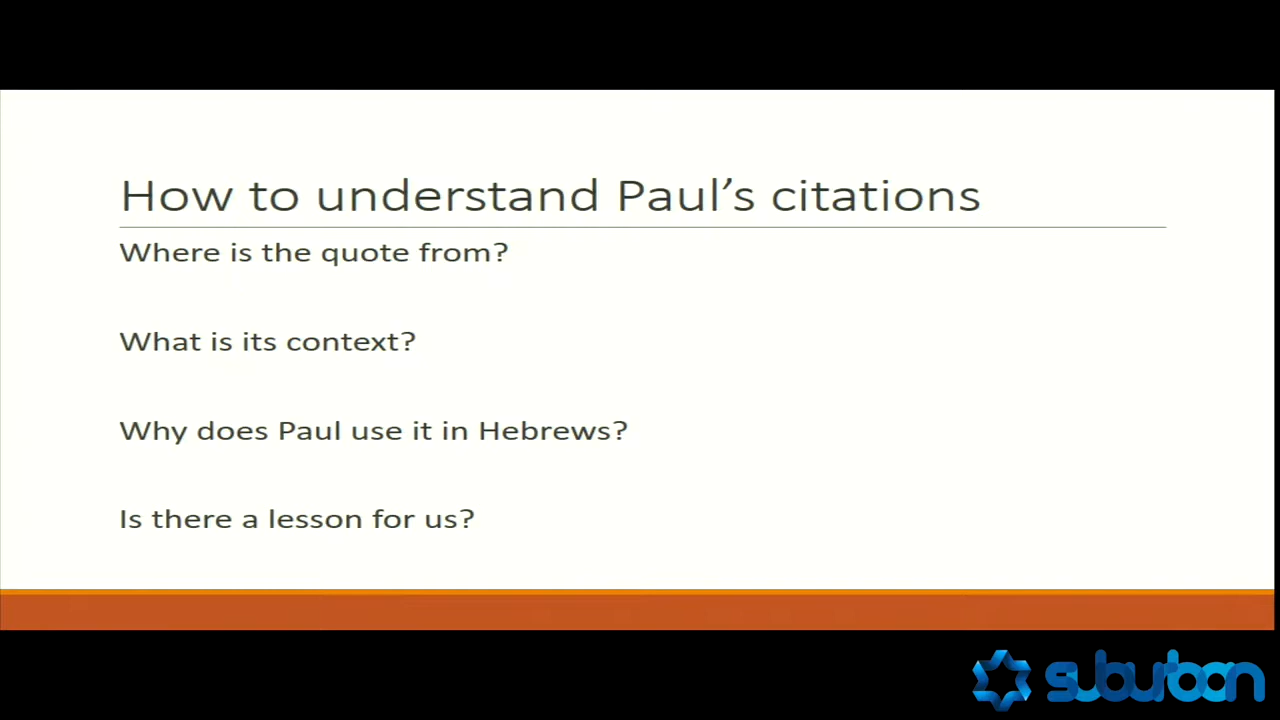 How to understand Paul’s citations
Where is the quote from?
What is its context?
Why does Paul use it in Hebrews?
Is there a lesson for us?
suburban